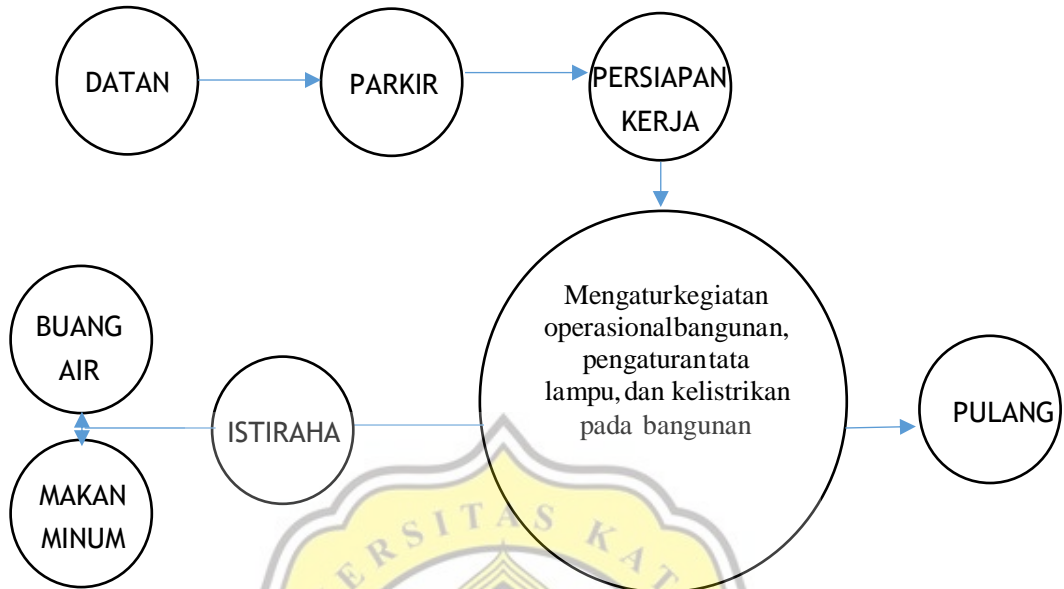 DATAN
PARKIR
PERSIAPAN
KERJA
Mengaturkegiatan
operasionalbangunan,
pengaturantata
lampu, dan kelistrikan
pada bangunan
BUANG
AIR
ISTIRAHA
PULANG
MAKAN
MINUM
ERSITAS KAT